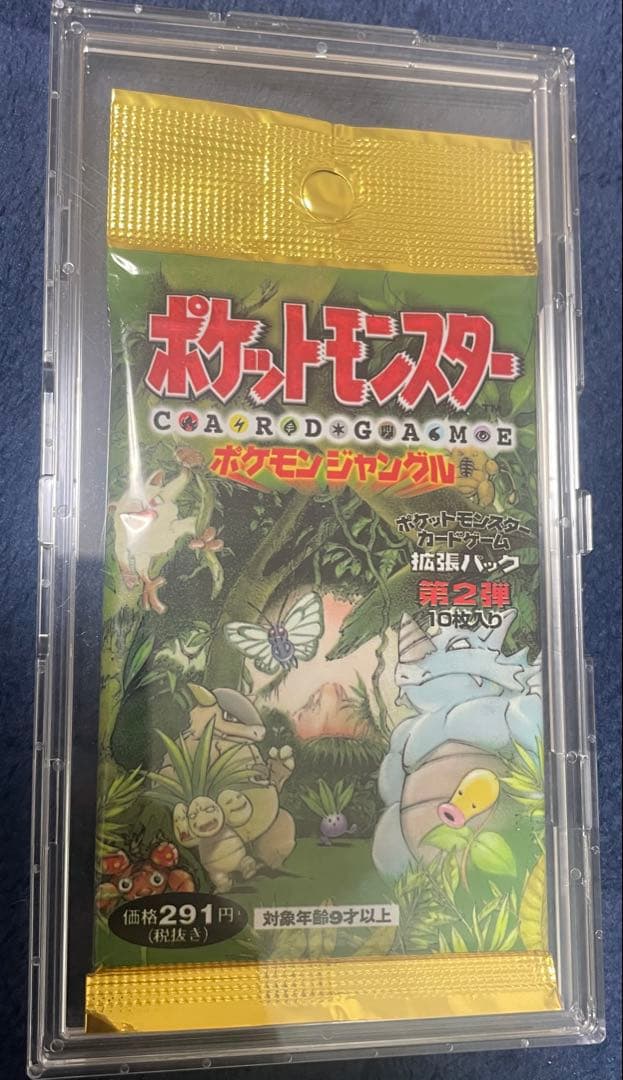 ポケットモンスター
TM
CARD GAME
ポケモンジャングル
ポケットモンスター
カードゲーム
拡張パック
第2弾
10枚入り
価格291円
(税抜き)
対象年齢9才以上